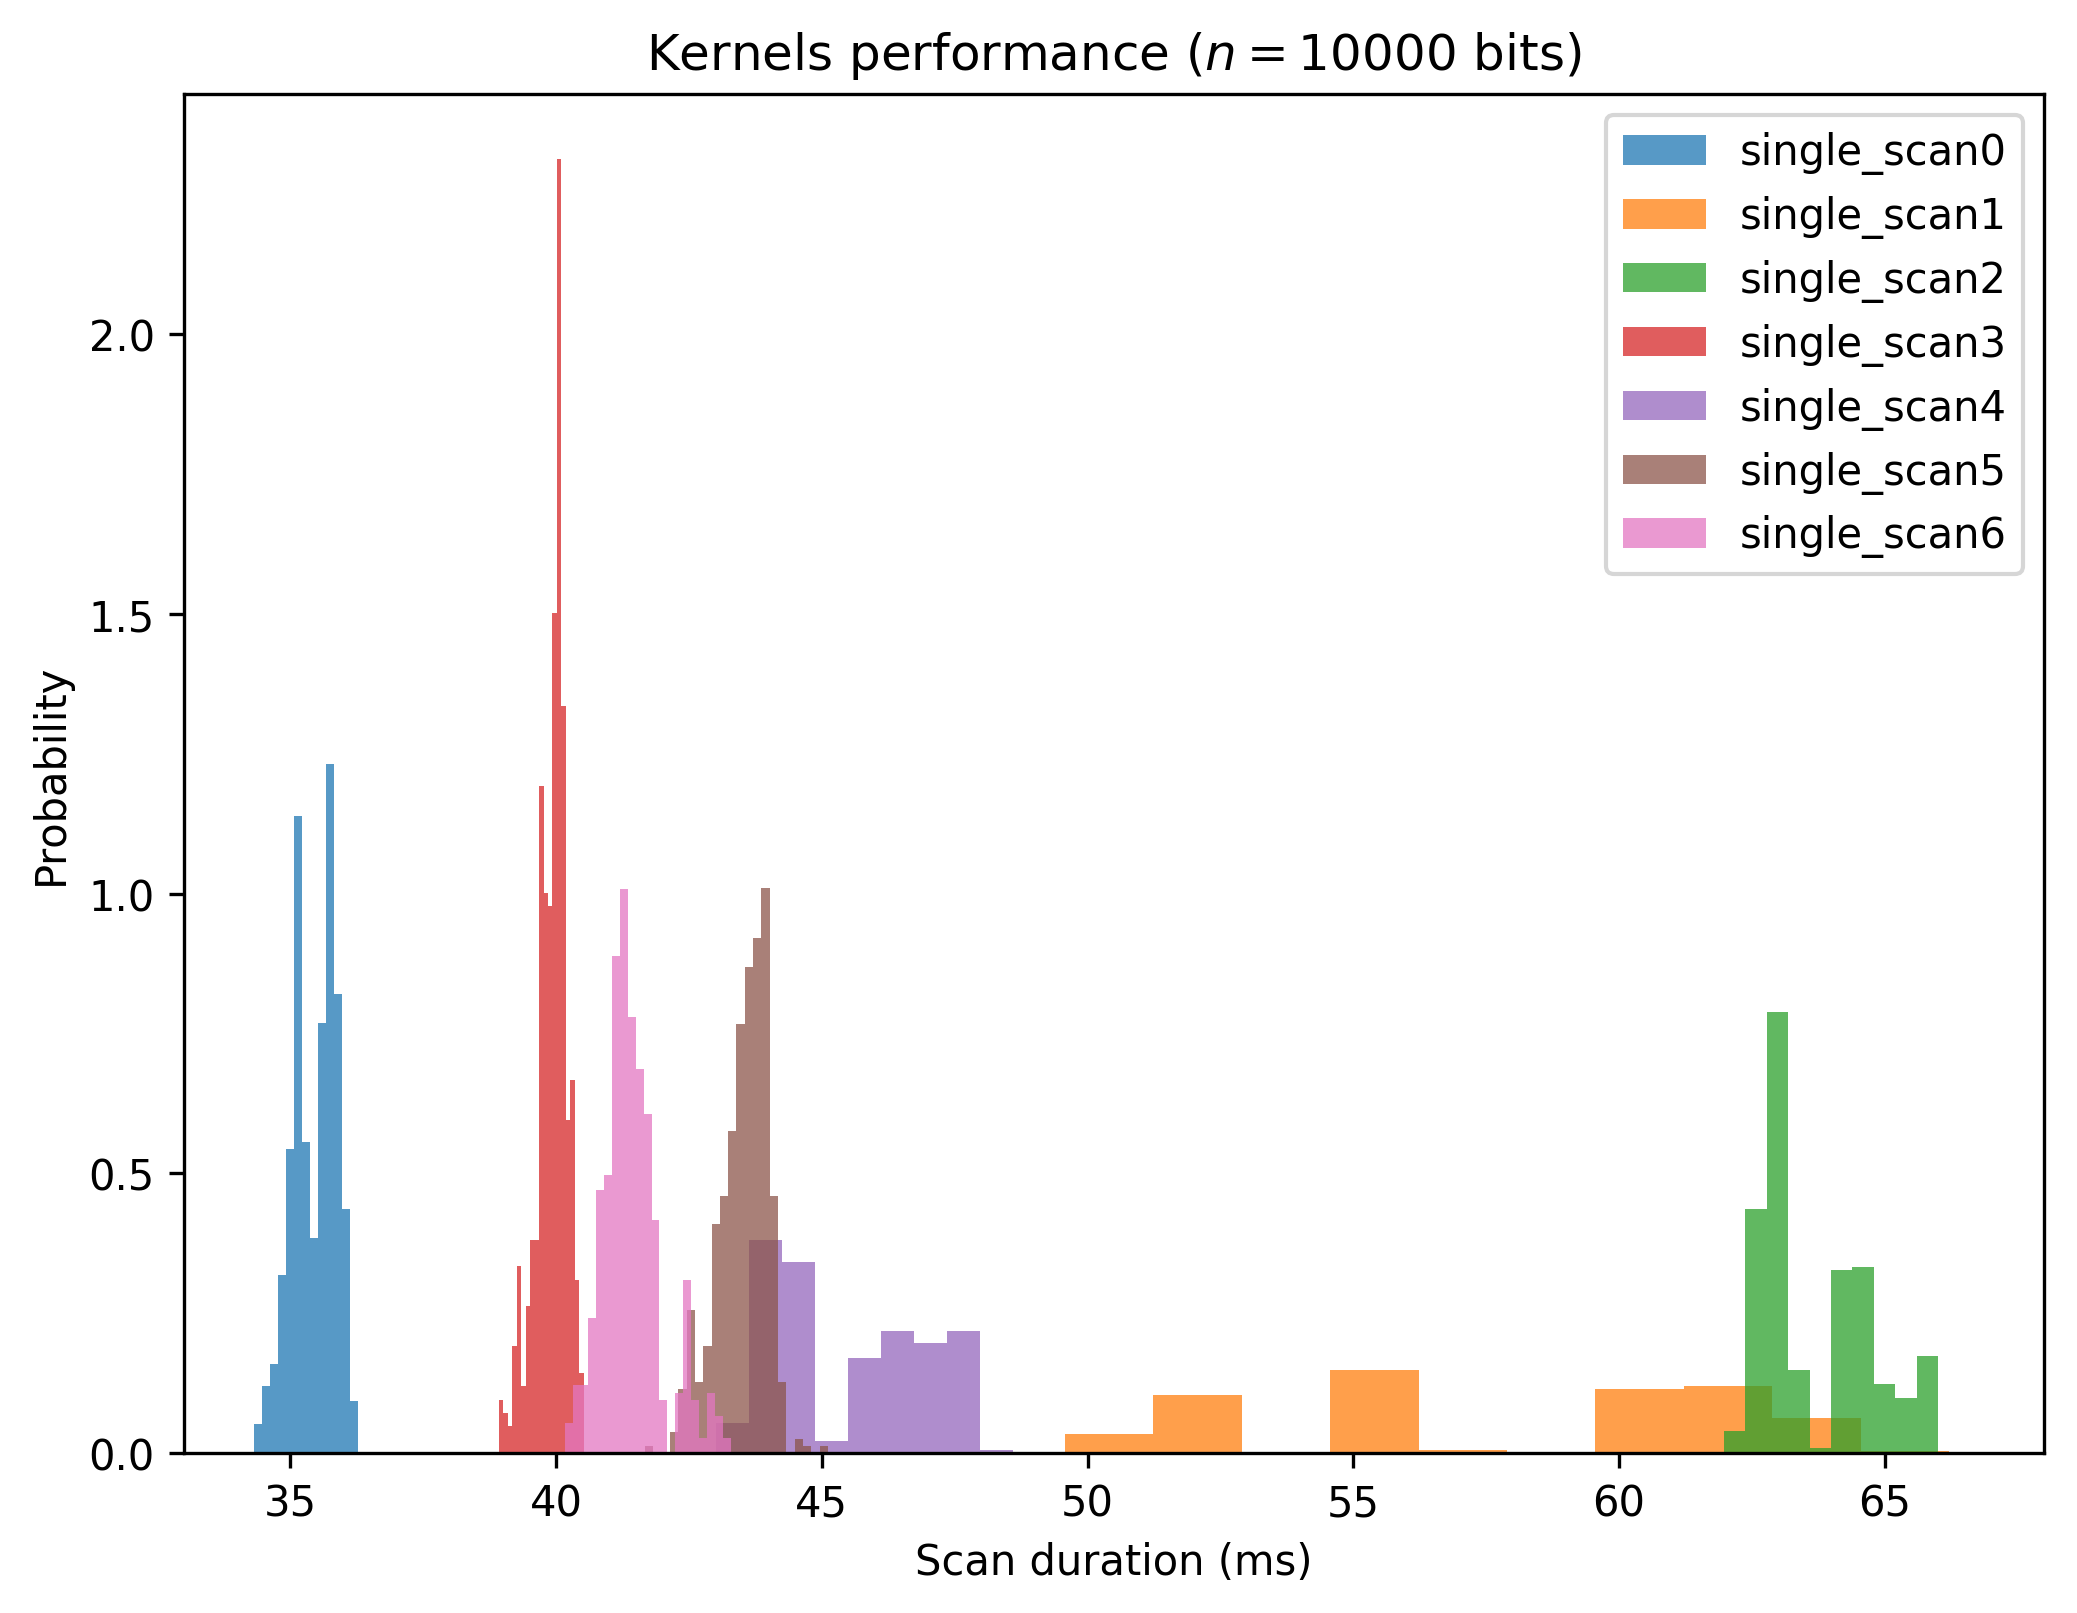 Kernels performance (n = 10000 bits)
single_scan0
single_scan1
single_scan2
single_scan3
single_scan4
single_scan5
single_scan6
Probability
2.0
1.5
1.0
0.5
0.0
35 40 45 50 55 60 65
Scan duration (ms)